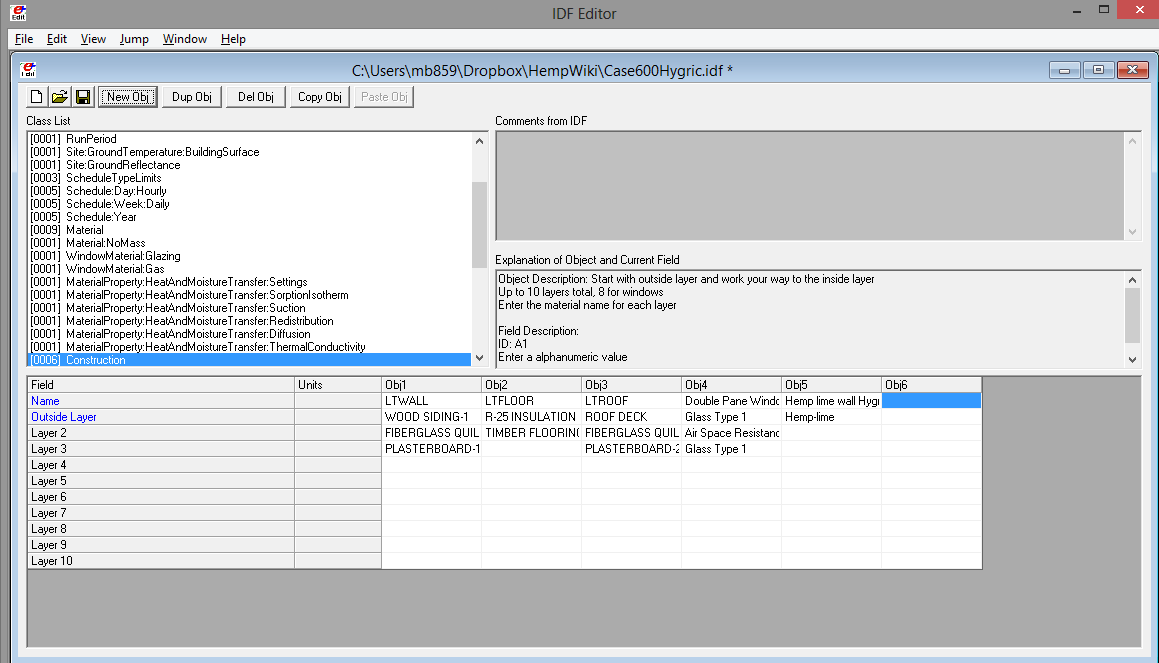 Edit
IDF Editor
File Edit View Jump Window Help
C:\Users\mb859\Dropbox\HempWiki\Case600Hygric.idf *
New Obj Dup Obj Del Obj Copy Obj Paste Obj
Class List
[0001] RunPeriod
[0001] Site:GroundTemperature:BuildingSurface
[0001] Site:GroundReflectance
[0003] ScheduleTypeLimits
[0005] Schedule:Day:Hourly
[0005] Schedule:Week:Daily
[0005] Schedule:Year
[0009] Material
[0001] Material:NoMass
[0001] WindowMaterial:Glazing
[0001] WindowMaterial:Gas
[0001] MaterialProperty:HeatAndMoistureTransfer:Settings
[0001] MaterialProperty:HeatAndMoistureTransfer:SorptionIsotherm
[0001] MaterialProperty:HeatAndMoistureTransfer:Suction
[0001] MaterialProperty:HeatAndMoistureTransfer:Redistribution
[0001] MaterialProperty:HeatAndMoistureTransfer:Diffusion
[0001] MaterialProperty:HeatAndMoistureTransfer:ThermalConductivity
[0006] Construction
Comments from IDF
Explanation of Object and Current Field
Object Description: Start with outside layer and work your way to the inside layer
Up to 10 layers total, 8 for windows
Enter the material name for each layer
Field Description:
ID: A1
Enter a alphanumeric value
Field Units Obj1 Obj2 Obj3 Obj4 Obj5 Obj6
Name LTWALL LTFLOOR LTROOF Double Pane Windo Hemp lime wall Hygr
Outside Layer WOOD SIDING-1 R-25 INSULATION ROOF DECK Glass Type 1 Hemp-lime
Layer 2 FIBERGLASS QUIL TIMBER FLOORING FIBERGLASS QUIL Air Space Resistanc
Layer 3 PLASTERBOARD-1 PLASTERBOARD-2 Glass Type 1
Layer 4
Layer 5
Layer 6
Layer 7
Layer 8
Layer 9
Layer 10